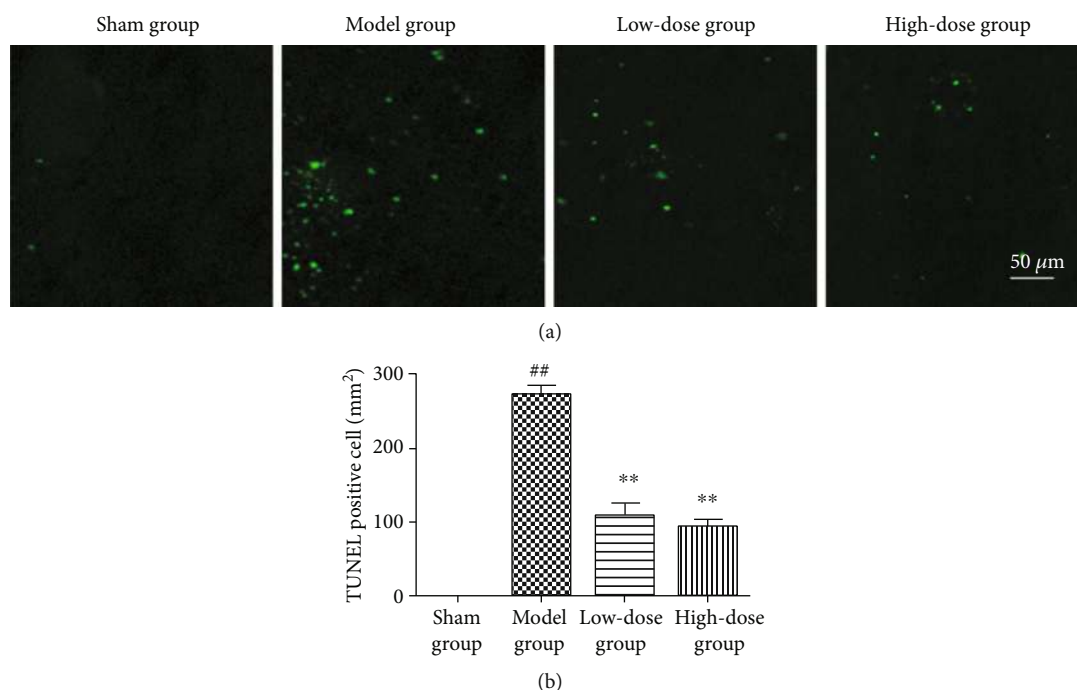 Sham group Model group Low-dose group High-dose group
50 μm
(a)
300
200
100
0
TUNEL positive cell (mm²)
##
**
**
Sham group
Model group
Low-dose group
High-dose group
(b)